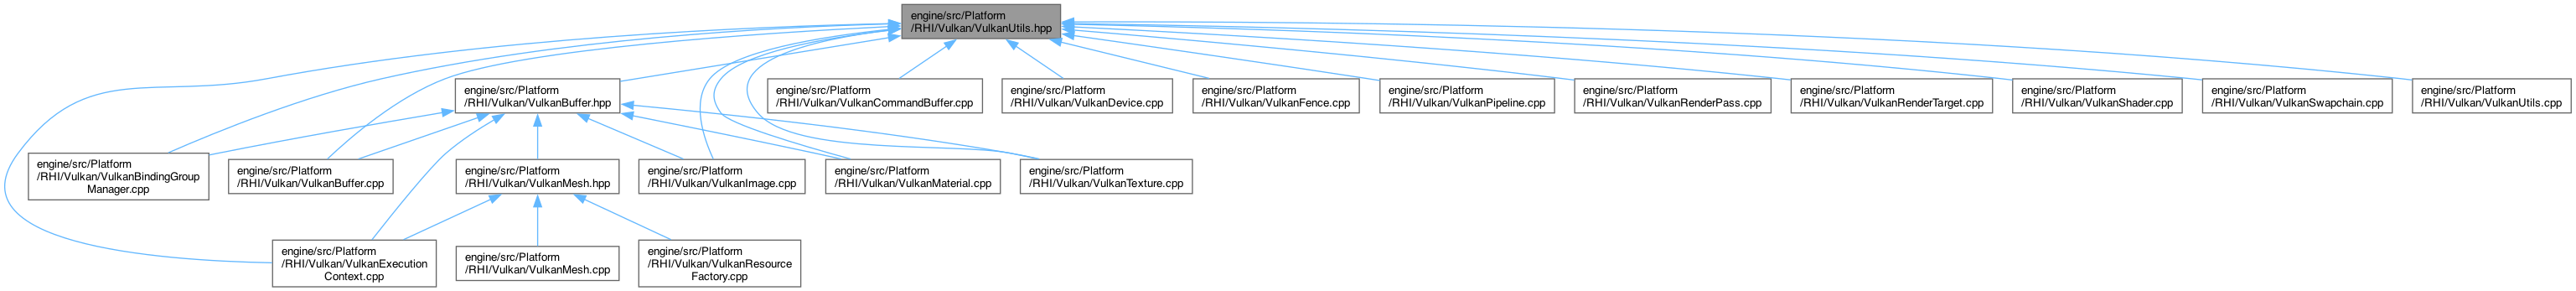 engine/src/Platform
/RHI/Vulkan/VulkanUtils.hpp
engine/src/Platform
/RHI/Vulkan/VulkanBuffer.hpp
engine/src/Platform
/RHI/Vulkan/VulkanCommandBuffer.cpp
engine/src/Platform
/RHI/Vulkan/VulkanDevice.cpp
engine/src/Platform
/RHI/Vulkan/VulkanFence.cpp
engine/src/Platform
/RHI/Vulkan/VulkanPipeline.cpp
engine/src/Platform
/RHI/Vulkan/VulkanRenderPass.cpp
engine/src/Platform
/RHI/Vulkan/VulkanRenderTarget.cpp
engine/src/Platform
/RHI/Vulkan/VulkanShader.cpp
engine/src/Platform
/RHI/Vulkan/VulkanSwapchain.cpp
engine/src/Platform
/RHI/Vulkan/VulkanUtils.cpp
engine/src/Platform
/RHI/Vulkan/VulkanBindingGroup
Manager.cpp
engine/src/Platform
/RHI/Vulkan/VulkanBuffer.cpp
engine/src/Platform
/RHI/Vulkan/VulkanMesh.hpp
engine/src/Platform
/RHI/Vulkan/VulkanImage.cpp
engine/src/Platform
/RHI/Vulkan/VulkanMaterial.cpp
engine/src/Platform
/RHI/Vulkan/VulkanTexture.cpp
engine/src/Platform
/RHI/Vulkan/VulkanExecution
Context.cpp
engine/src/Platform
/RHI/Vulkan/VulkanMesh.cpp
engine/src/Platform
/RHI/Vulkan/VulkanResource
Factory.cpp